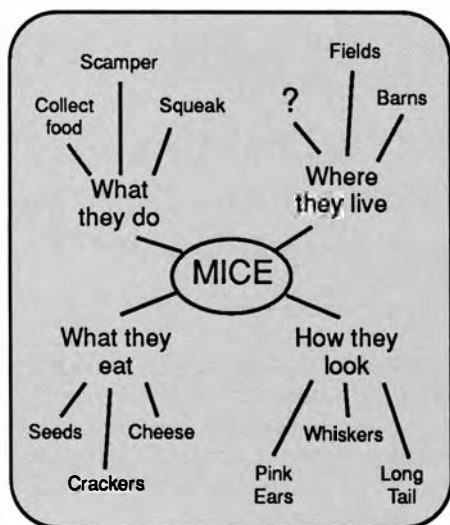 Scamper
Collect
food
Squeak
What
they do
Fields
?
Barns
Where
they live
MICE
What they
eat
Seeds
Crackers
Cheese
How they
look
Pink
Ears
Whiskers
Long
Tail